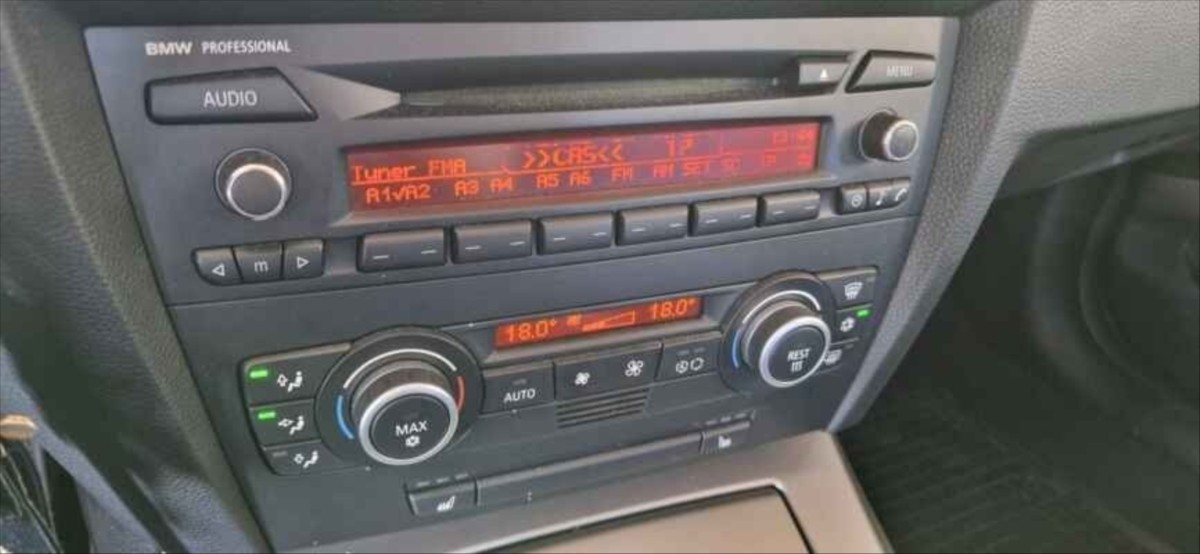 BMW PROFESSIONAL
AUDIO
MENU
>>CAS<<
Tuner FMA
A1√A2 A3 A4 A5 A6 FM AM SET SC
m
18.0° 18.0°
AUTO
REST
MAX